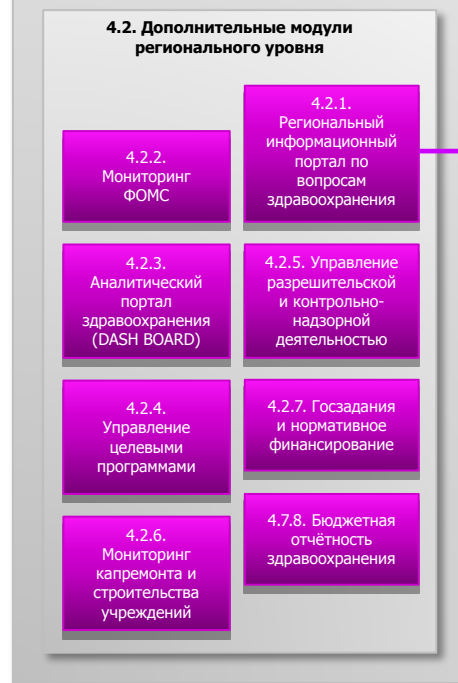 4.2. Дополнительные модули
регионального уровня
4.2.1.
Региональный
информационный
портал по
вопросам
здравоохранения
4.2.2.
Мониторинг
ФОМС
4.2.3.
Аналитический
портал
здравоохранения
(DASH BOARD)
4.2.5. Управление
разрешительской
и контрольно-
надзорной
деятельностью
4.2.4.
Управление
целевыми
программами
4.2.7. Госзадания
и нормативное
финансирование
4.2.6.
Мониторинг
капремонта и
строительства
учреждений
4.7.8. Бюджетная
отчётность
здравоохранения